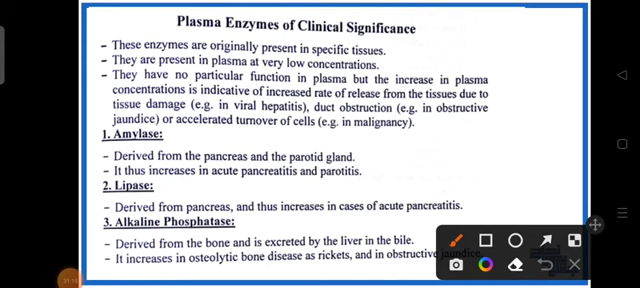 Plasma Enzymes of Clinical Significance
- These enzymes are originally present in specific tissues.
- They are present in plasma at very low concentrations.
- They have no particular function in plasma but the increase in plasma
concentrations is indicative of increased rate of release from the tissues due to
tissue damage (e.g. in viral hepatitis), duct obstruction (e.g. in obstructive
jaundice) or accelerated turnover of cells (e.g. in malignancy).
1. Amylase:
- Derived from the pancreas and the parotid gland.
- It thus increases in acute pancreatitis and parotitis.
2. Lipase:
- Derived from pancreas, and thus increases in cases of acute pancreatitis.
3. Alkaline Phosphatase:
- Derived from the bone and is excreted by the liver in the bile.
- It increases in osteolytic bone disease as rickets, and in obstructive jaundice.